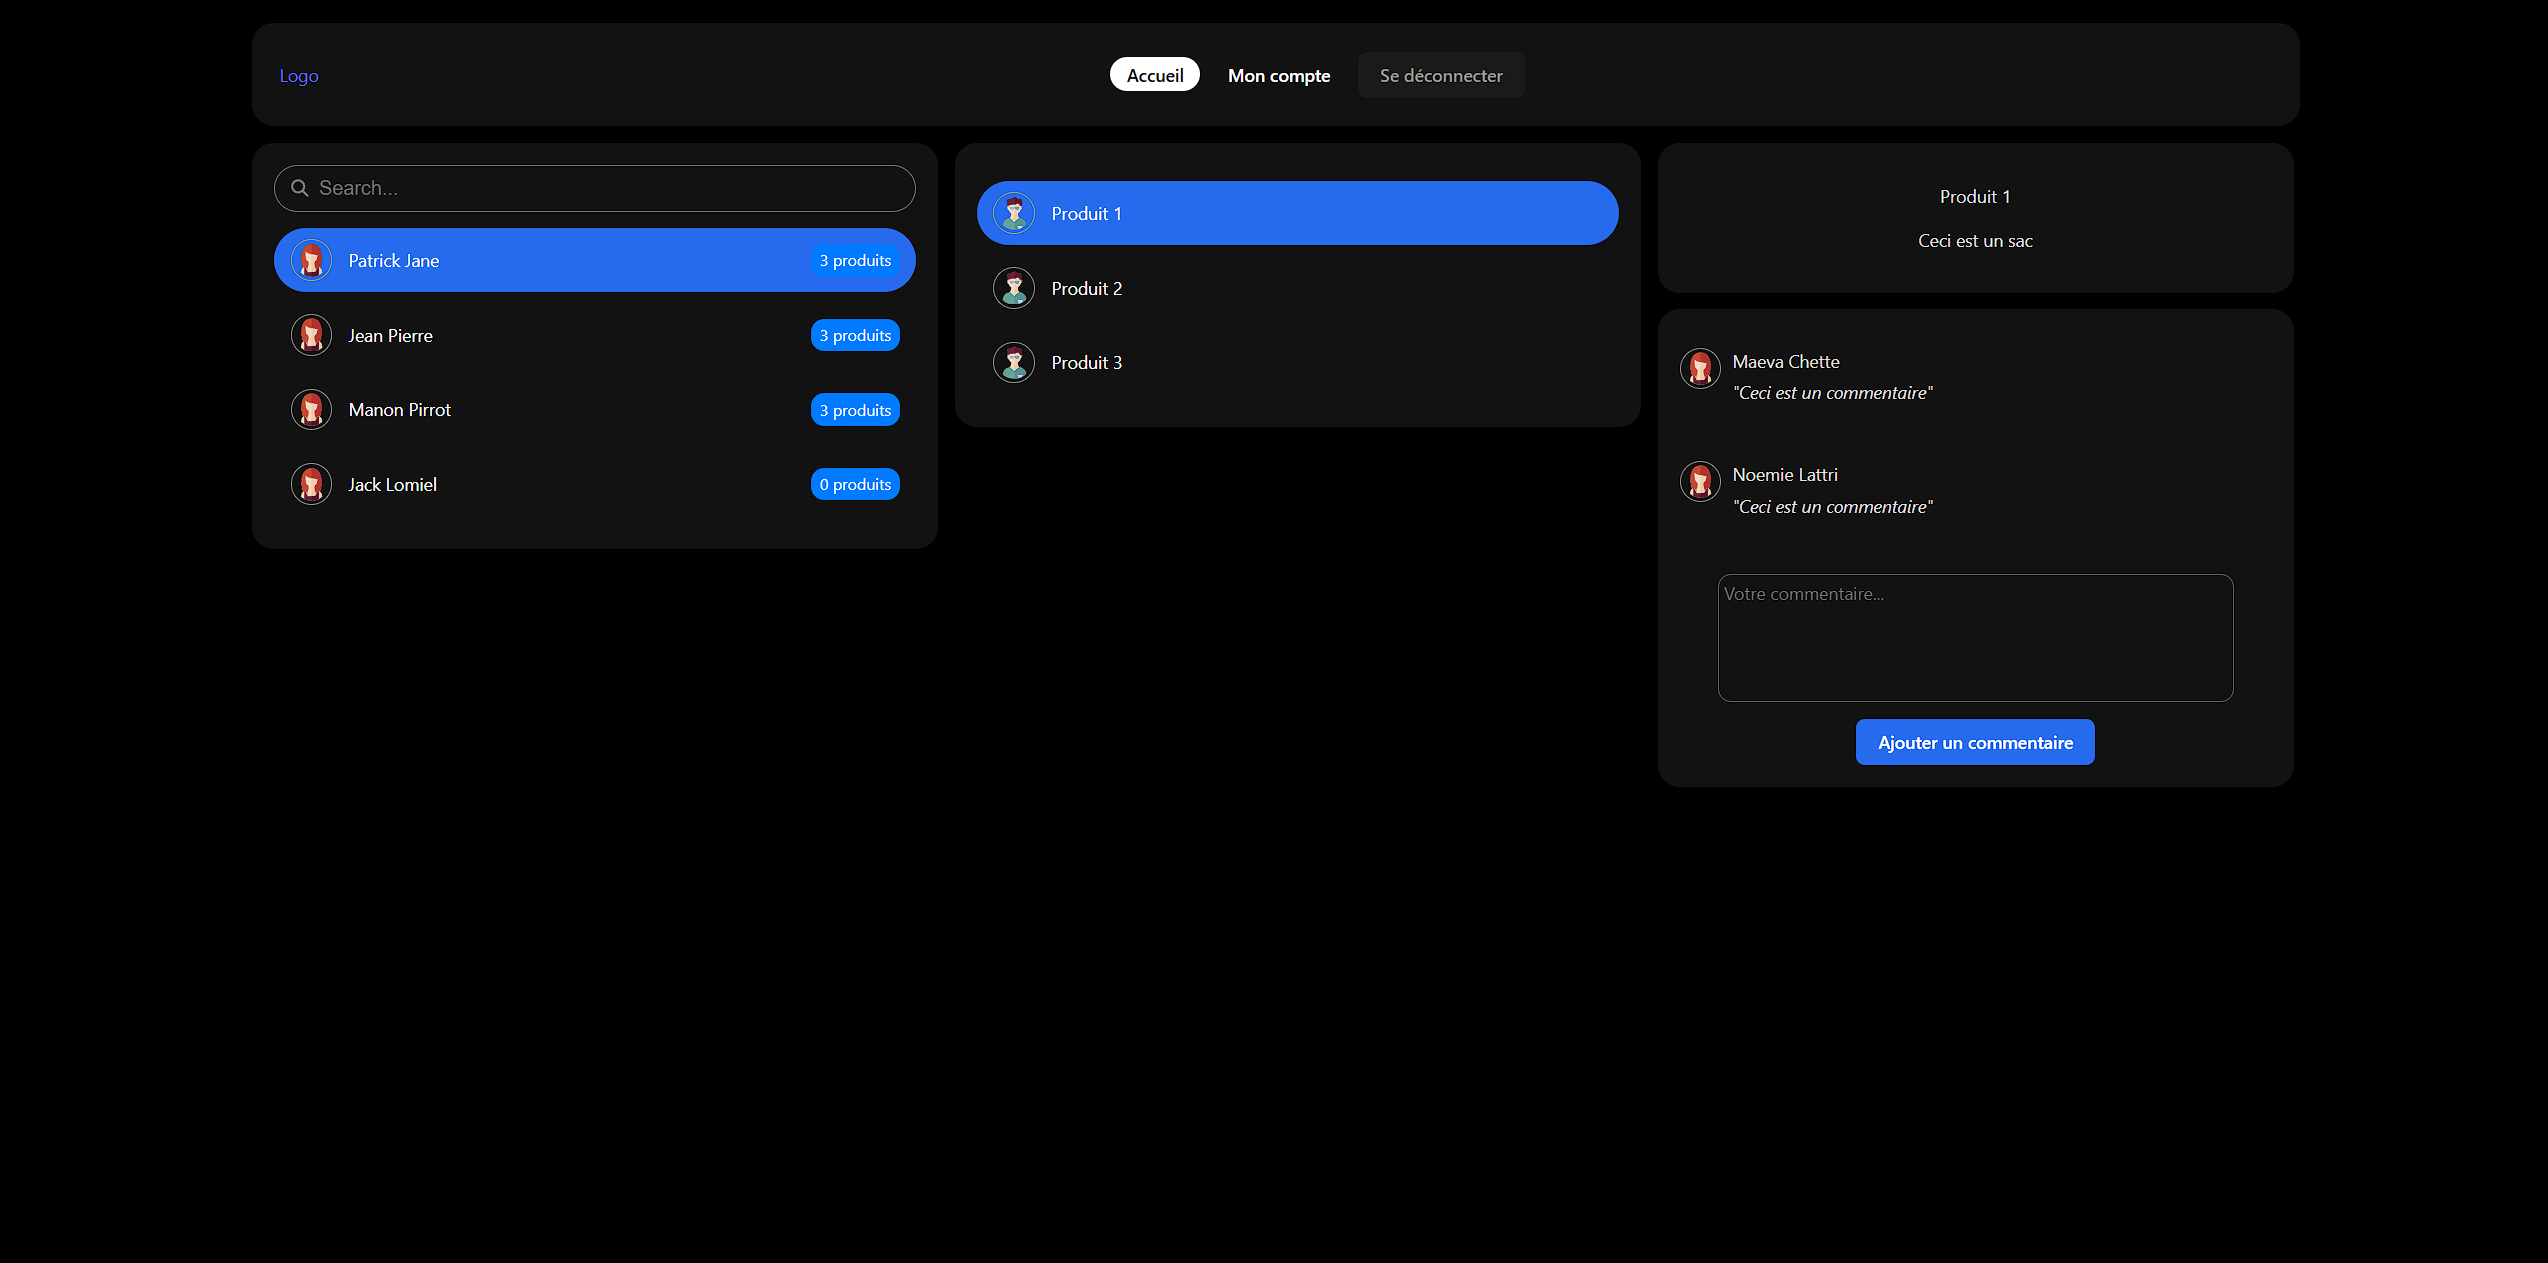 Logo
Accueil
Mon compte
Se déconnecter
Search...
Patrick Jane
3 produits
Jean Pierre
3 produits
Manon Pirrot
3 produits
Jack Lomiel
0 produits
Produit 1
Produit 2
Produit 3
Produit 1
Ceci est un sac
Maeva Chette
"Ceci est un commentaire"
Noemie Lattri
"Ceci est un commentaire"
Votre commentaire...
Ajouter un commentaire